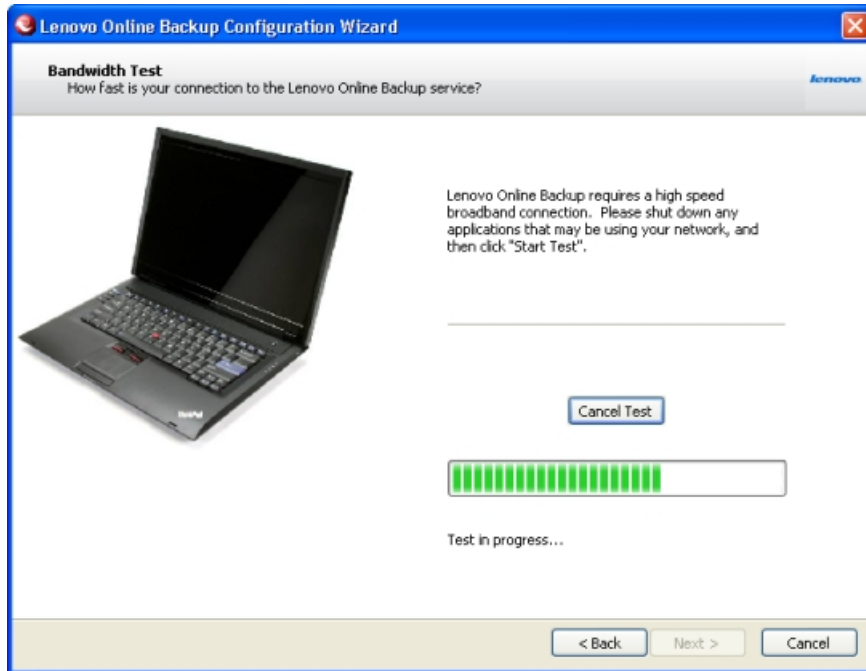 Lenovo Online Backup Configuration Wizard
Bandwidth Test
How fast is your connection to the Lenovo Online Backup service?
lenovo
Lenovo Online Backup requires a high speed
broadband connection. Please shut down any
applications that may be using your network, and
then click "Start Test".
Cancel Test
ThinkPad
Test in progress...
< Back
Next >
Cancel